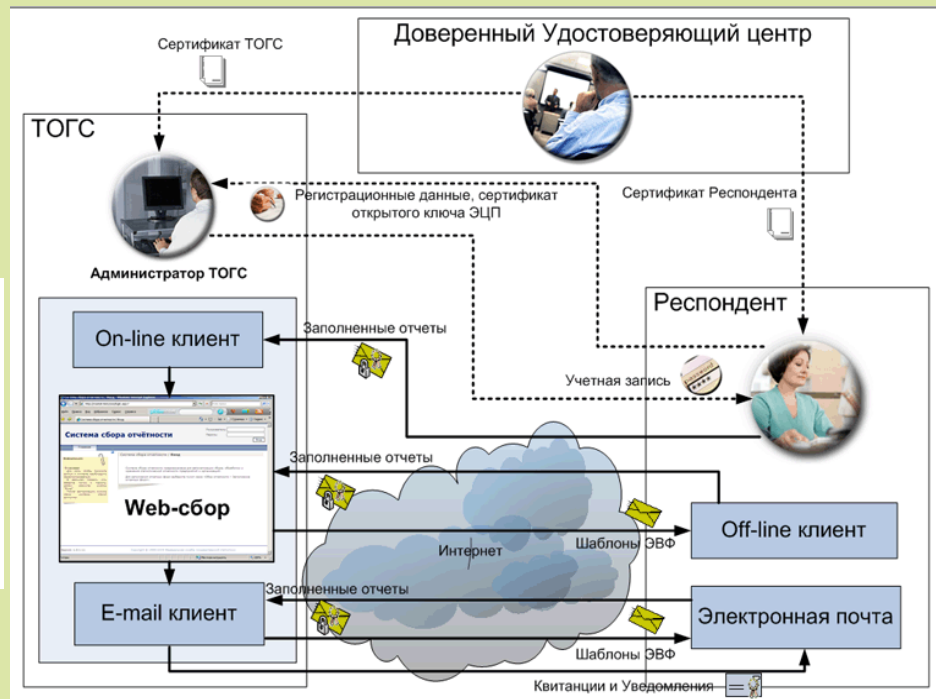 Доверенный Удостоверяющий центр
Сертификат ТОГС
ТОГС
Регистрационные данные, сертификат
открытого ключа ЭЦП
Сертификат Респондента
Администратор ТОГС
Респондент
On-line клиент
Заполненные отчеты
Учетная запись
Система сбора отчётности
Заполненные отчеты
Web-сбор
Интернет
Шаблоны ЭВФ
Off-line клиент
Заполненные отчеты
E-mail клиент
Электронная почта
Шаблоны ЭВФ
Квитанции и Уведомления